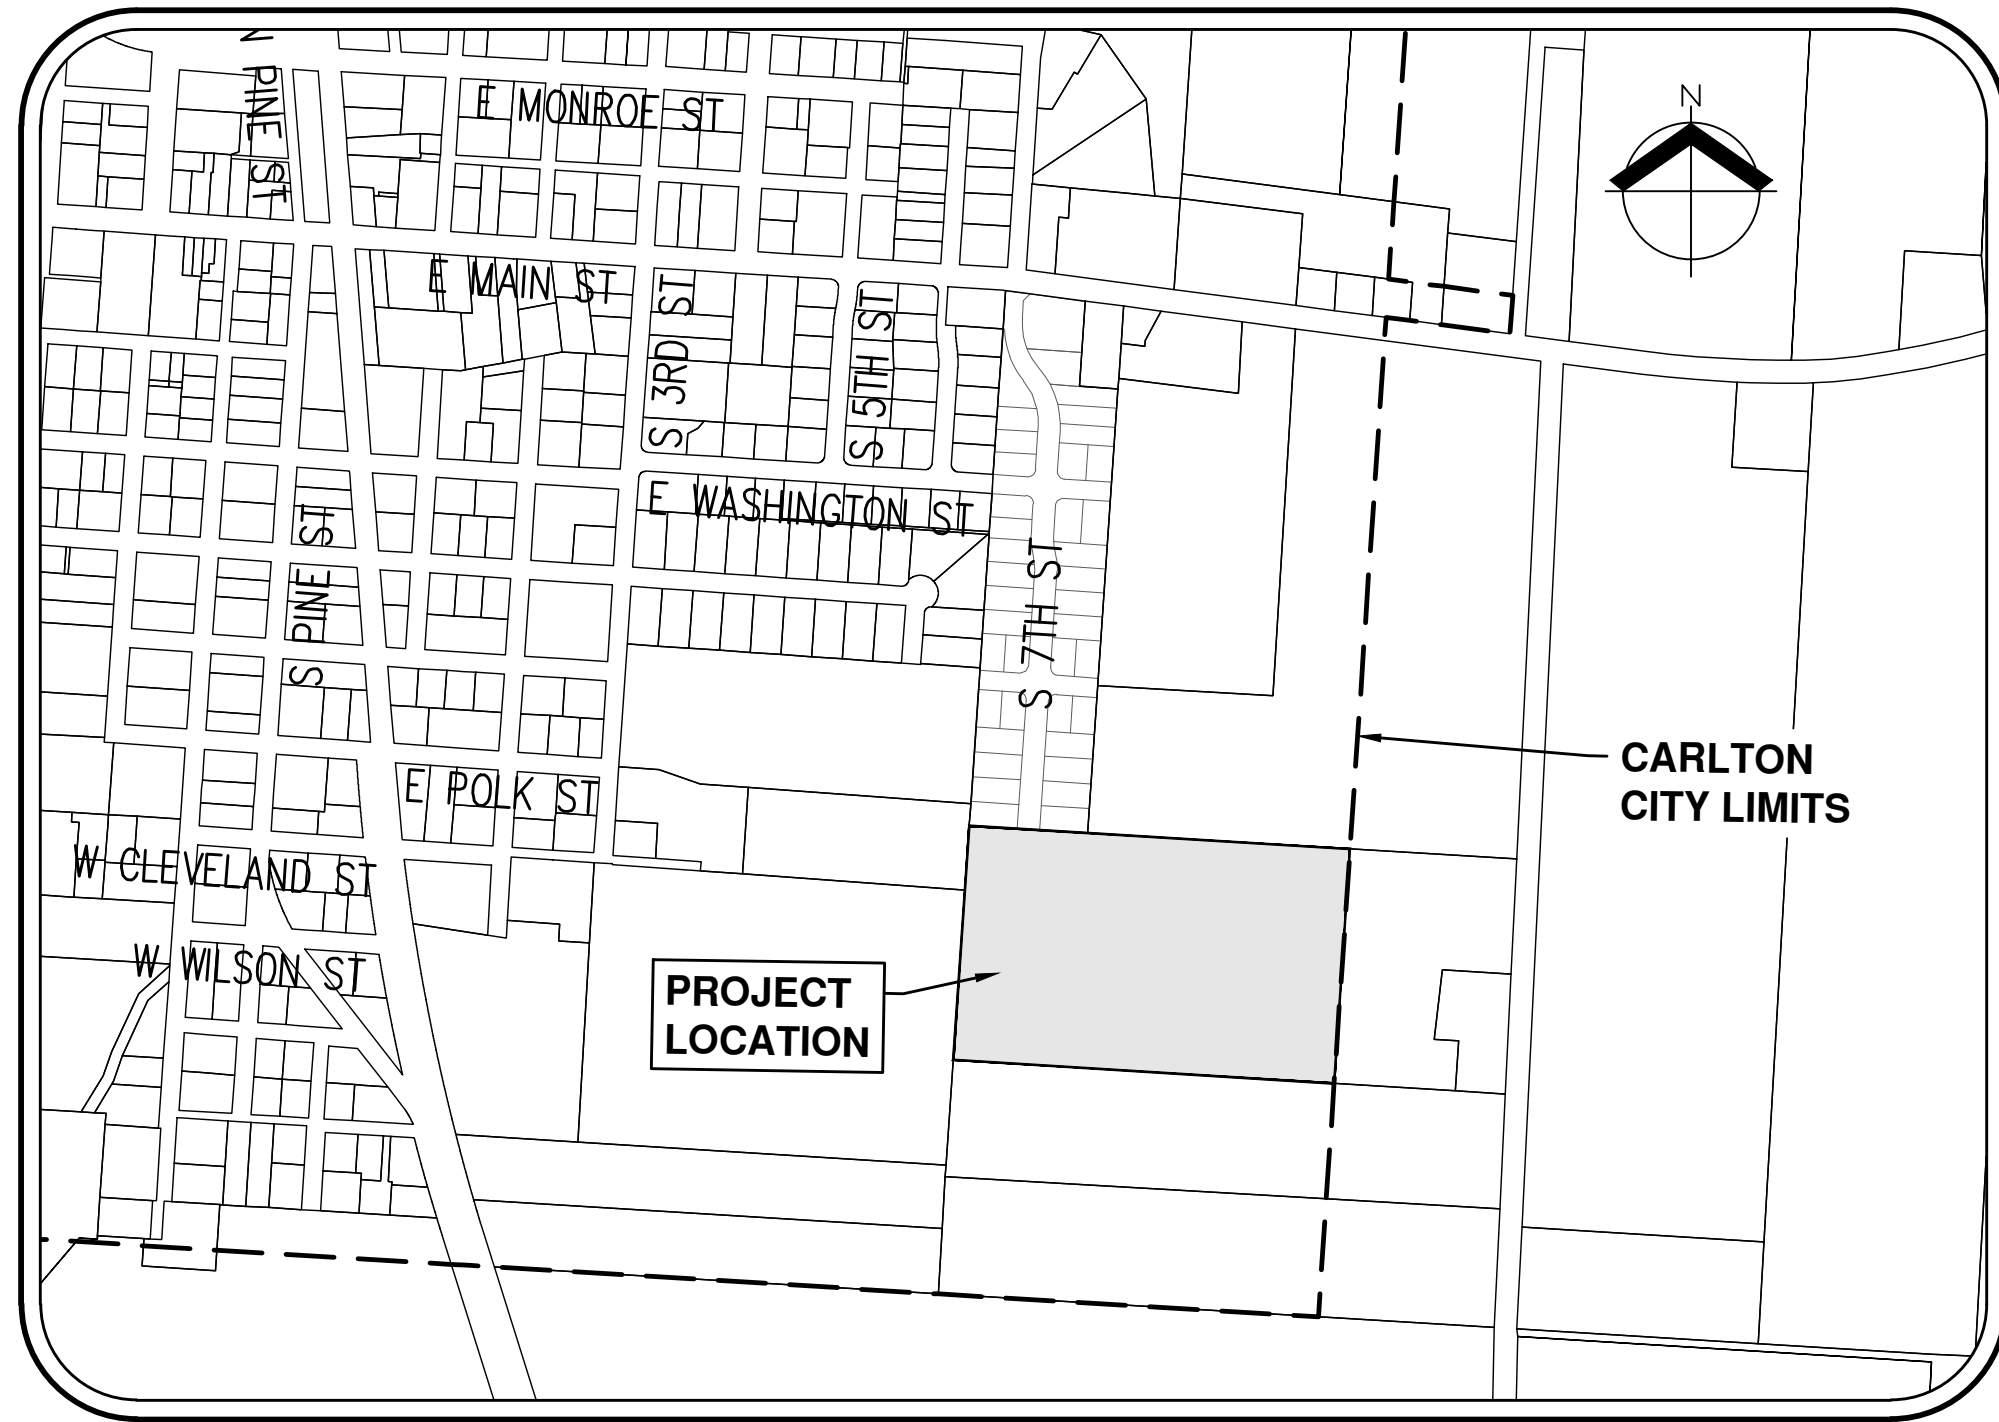 N PINE ST
E MONROE ST
N
E MAIN ST
S 3RD ST
S 5TH ST
E WASHINGTON ST
S PINE ST
S 7TH ST
E POLK ST
CARLTON
CITY LIMITS
W CLEVELAND ST
W WILSON ST
PROJECT
LOCATION